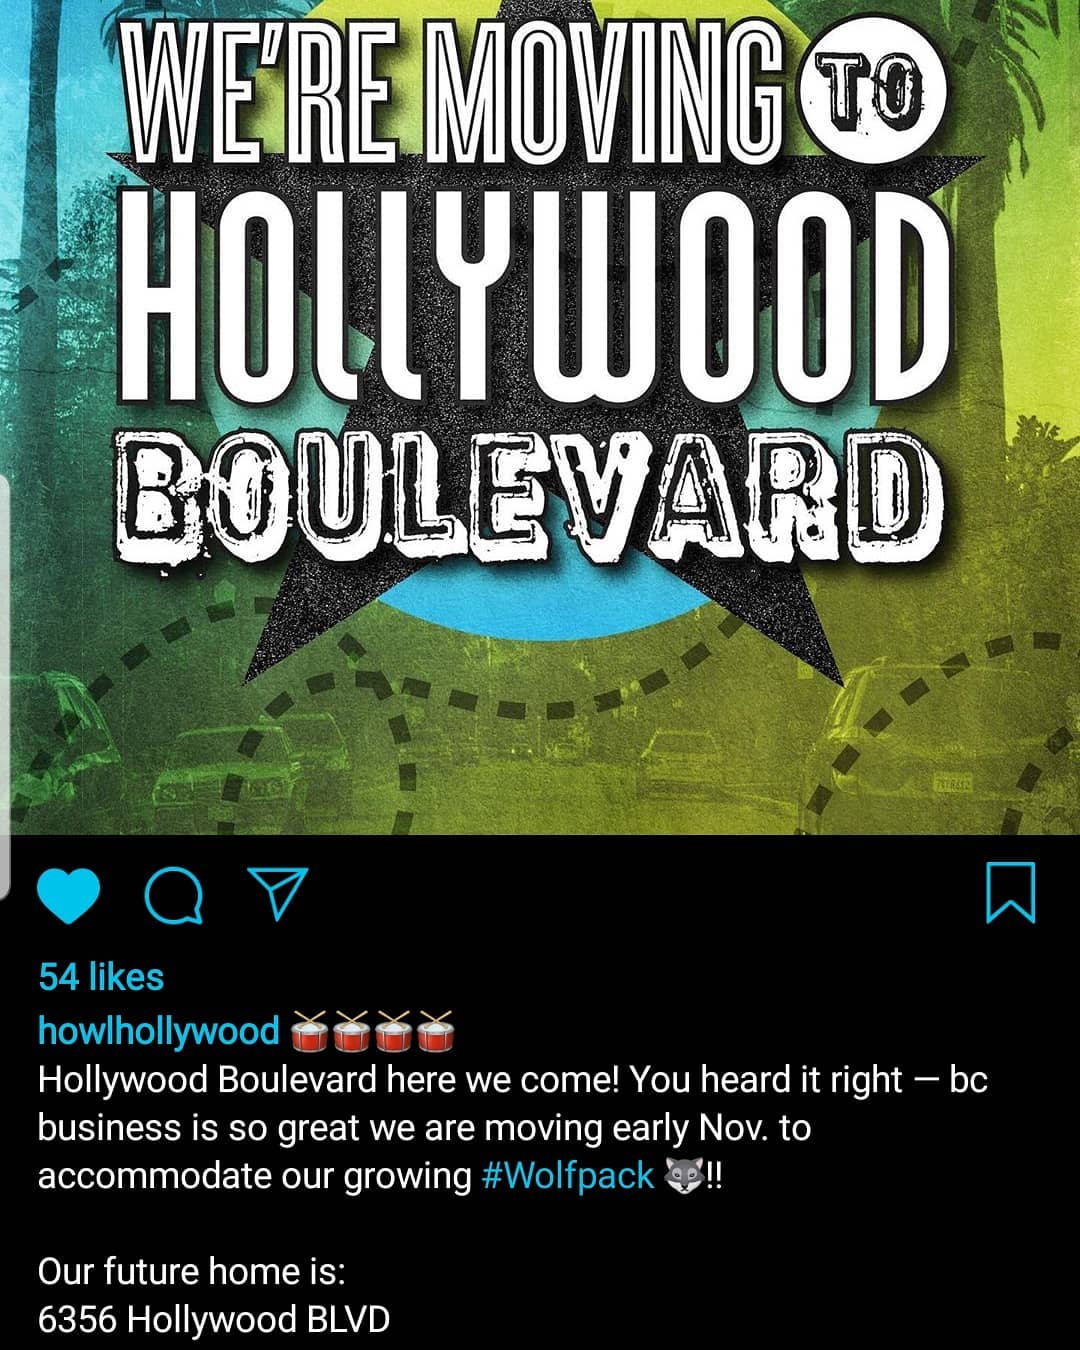 WE'RE MOVING TO
HOLLYWOOD
BOULEVARD
54 likes
howlhollywood 🥁🥁🥁🥁
Hollywood Boulevard here we come! You heard it right — bc
business is so great we are moving early Nov. to
accommodate our growing #Wolfpack 🐺!!
Our future home is:
6356 Hollywood BLVD